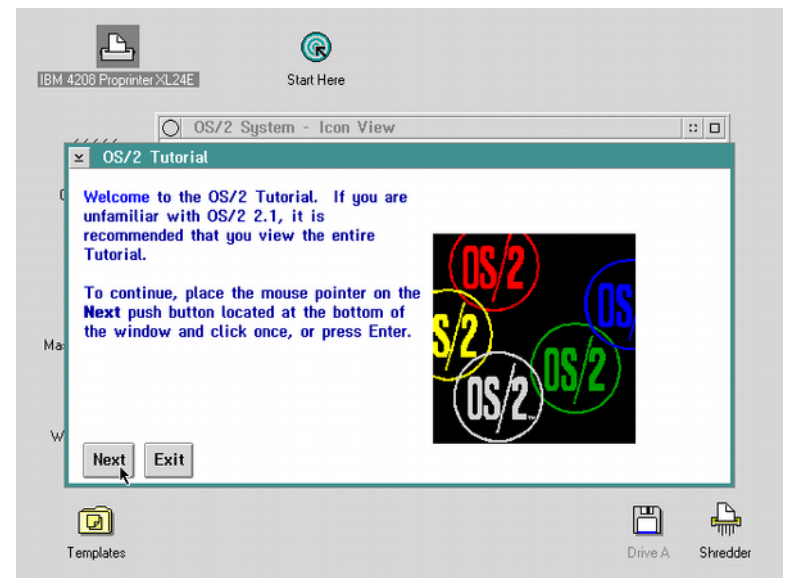 IBM 4208 Proprinter XL24E
Start Here
OS/2 System - Icon View
OS/2 Tutorial
Welcome to the OS/2 Tutorial. If you are
unfamiliar with OS/2 2.1, it is
recommended that you view the entire
Tutorial.
To continue, place the mouse pointer on the
Next push button located at the bottom of
the window and click once, or press Enter.
OS/2
OS
S/2
OS/2
OS/2
Ma
W
Next Exit
Templates
Drive A
Shredder